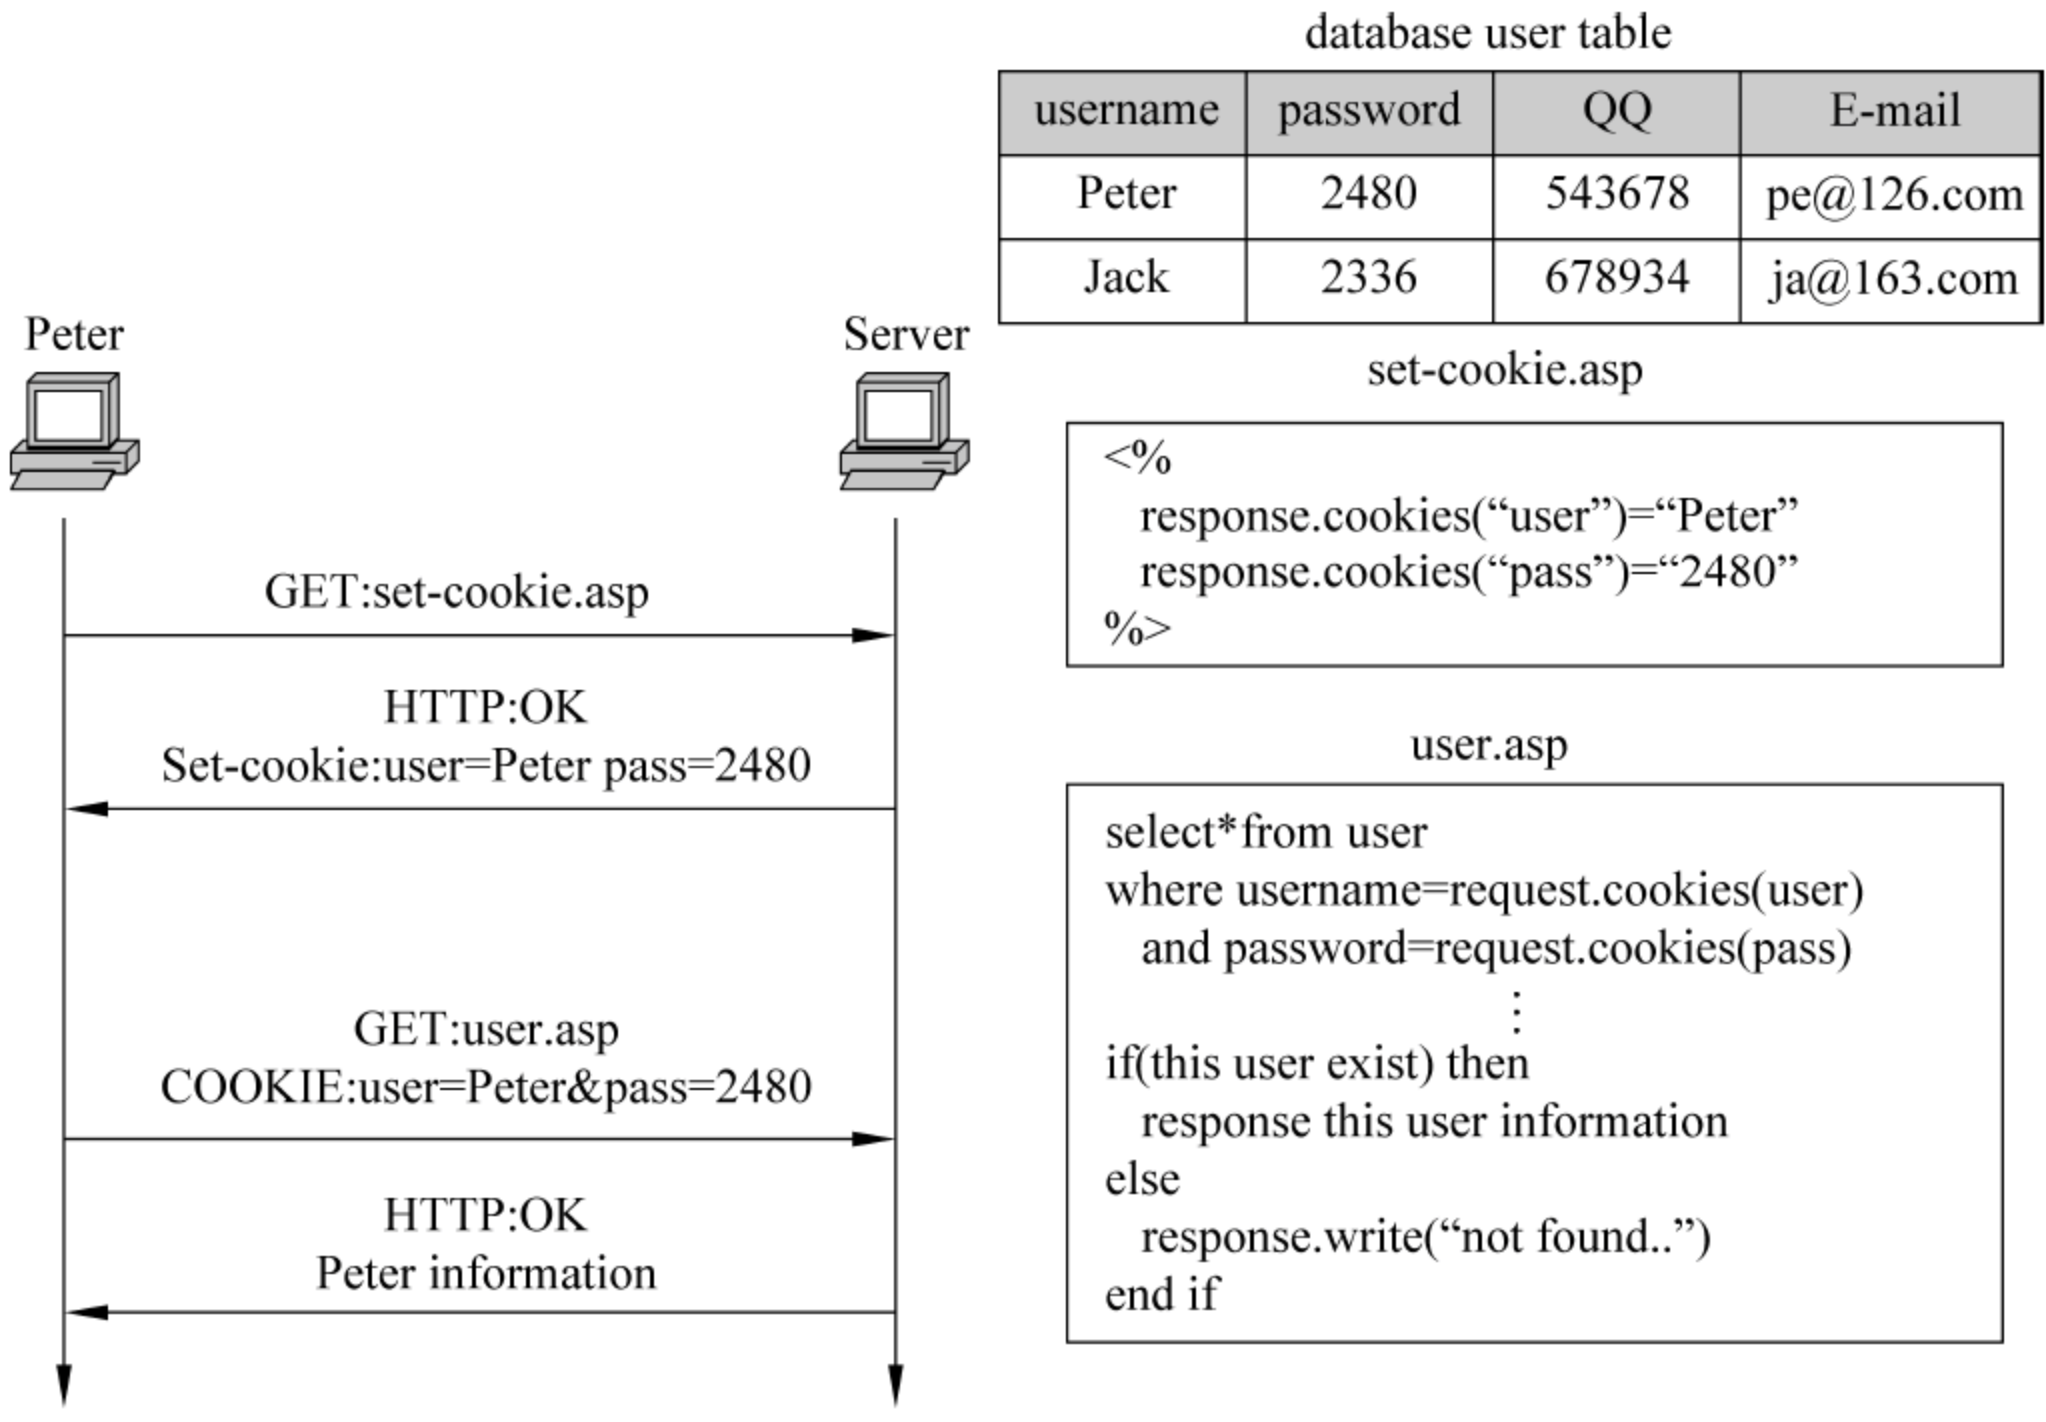 database user table
username password QQ E-mail
Peter 2480 543678 pe@126.com
Jack 2336 678934 ja@163.com
Peter
Server
GET:set-cookie.asp
HTTP:OK
Set-cookie:user=Peter pass=2480
GET:user.asp
COOKIE:user=Peter&pass=2480
HTTP:OK
Peter information
set-cookie.asp
<%
response.cookies(“user”)=“Peter”
response.cookies(“pass”)=“2480”
%>
user.asp
select*from user
where username=request.cookies(user)
and password=request.cookies(pass)
⋮
if(this user exist) then
response this user information
else
response.write(“not found..”)
end if